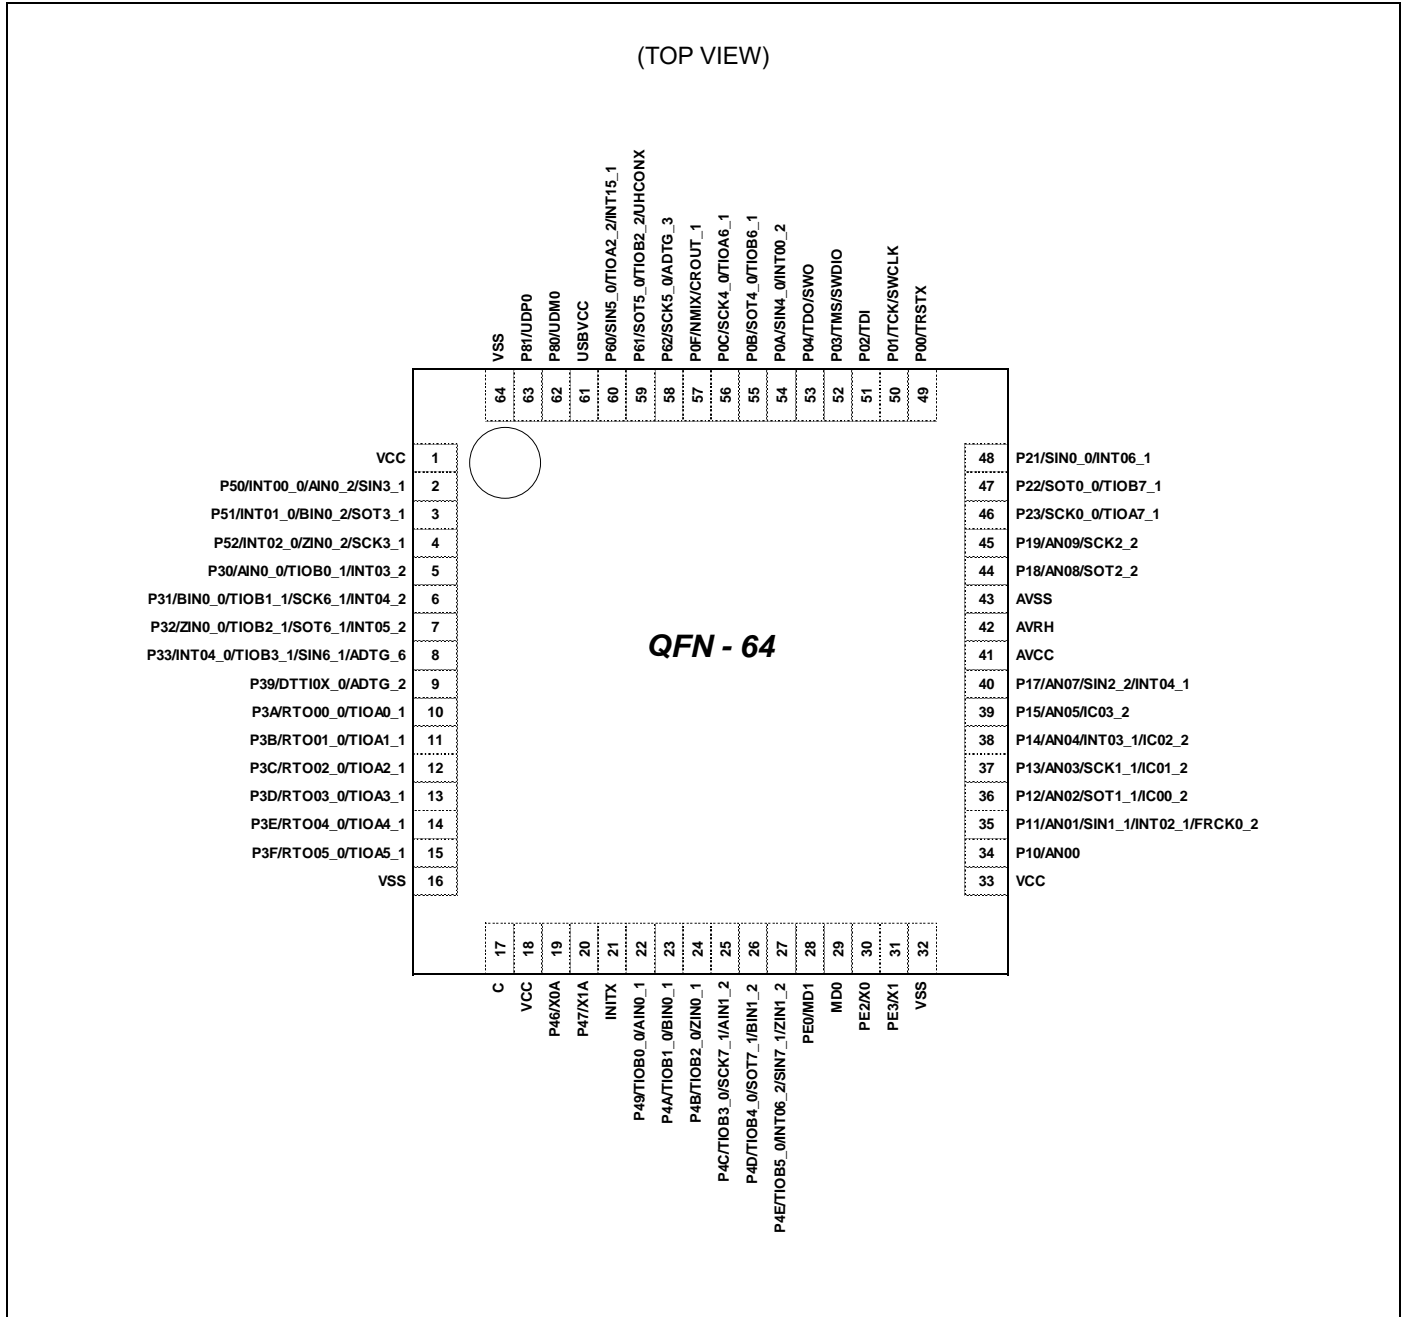 (TOP VIEW)
VSS
P81/UDP0
P80/UDM0
USBVCC
P60/SIN5_0/TIOA2_2/INT15_1
P61/SOT5_0/TIOB2_2/UHCONX
P62/SCK5_0/ADTG_3
P0F/NMIX/CROUT_1
P0C/SCK4_0/TIOA6_1
P0B/SOT4_0/TIOB6_1
P0A/SIN4_0/INT00_2
P04/TDO/SWO
P03/TMS/SWDIO
P02/TDI
P01/TCK/SWCLK
P00/TRSTX
64
63
62
61
60
59
58
57
56
55
54
53
52
51
50
49
VCC 1
P50/INT00_0/AIN0_2/SIN3_1 2
P51/INT01_0/BIN0_2/SOT3_1 3
P52/INT02_0/ZIN0_2/SCK3_1 4
P30/AIN0_0/TIOB0_1/INT03_2 5
P31/BIN0_0/TIOB1_1/SCK6_1/INT04_2 6
P32/ZIN0_0/TIOB2_1/SOT6_1/INT05_2 7
P33/INT04_0/TIOB3_1/SIN6_1/ADTG_6 8
P39/DTTI0X_0/ADTG_2 9
P3A/RTO00_0/TIOA0_1 10
P3B/RTO01_0/TIOA1_1 11
P3C/RTO02_0/TIOA2_1 12
P3D/RTO03_0/TIOA3_1 13
P3E/RTO04_0/TIOA4_1 14
P3F/RTO05_0/TIOA5_1 15
VSS 16
QFN - 64
48 P21/SIN0_0/INT06_1
47 P22/SOT0_0/TIOB7_1
46 P23/SCK0_0/TIOA7_1
45 P19/AN09/SCK2_2
44 P18/AN08/SOT2_2
43 AVSS
42 AVRH
41 AVCC
40 P17/AN07/SIN2_2/INT04_1
39 P15/AN05/IC03_2
38 P14/AN04/INT03_1/IC02_2
37 P13/AN03/SCK1_1/IC01_2
36 P12/AN02/SOT1_1/IC00_2
35 P11/AN01/SIN1_1/INT02_1/FRCK0_2
34 P10/AN00
33 VCC
17
18
19
20
21
22
23
24
25
26
27
28
29
30
31
32
C
VCC
P46/X0A
P47/X1A
INITX
P49/TIOB0_0/AIN0_1
P4A/TIOB1_0/BIN0_1
P4B/TIOB2_0/ZIN0_1
P4C/TIOB3_0/SCK7_1/AIN1_2
P4D/TIOB4_0/SOT7_1/BIN1_2
P4E/TIOB5_0/INT06_2/SIN7_1/ZIN1_2
PE0/MD1
MD0
PE2/X0
PE3/X1
VSS